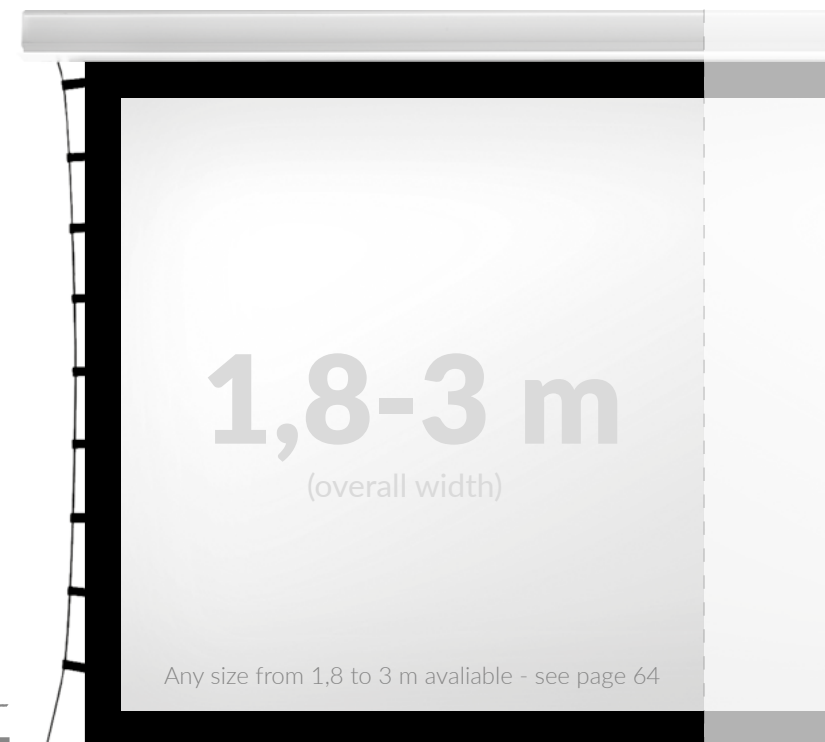 1,8-3 m
(overall width)
Any size from 1,8 to 3 m avaliable - see page 64